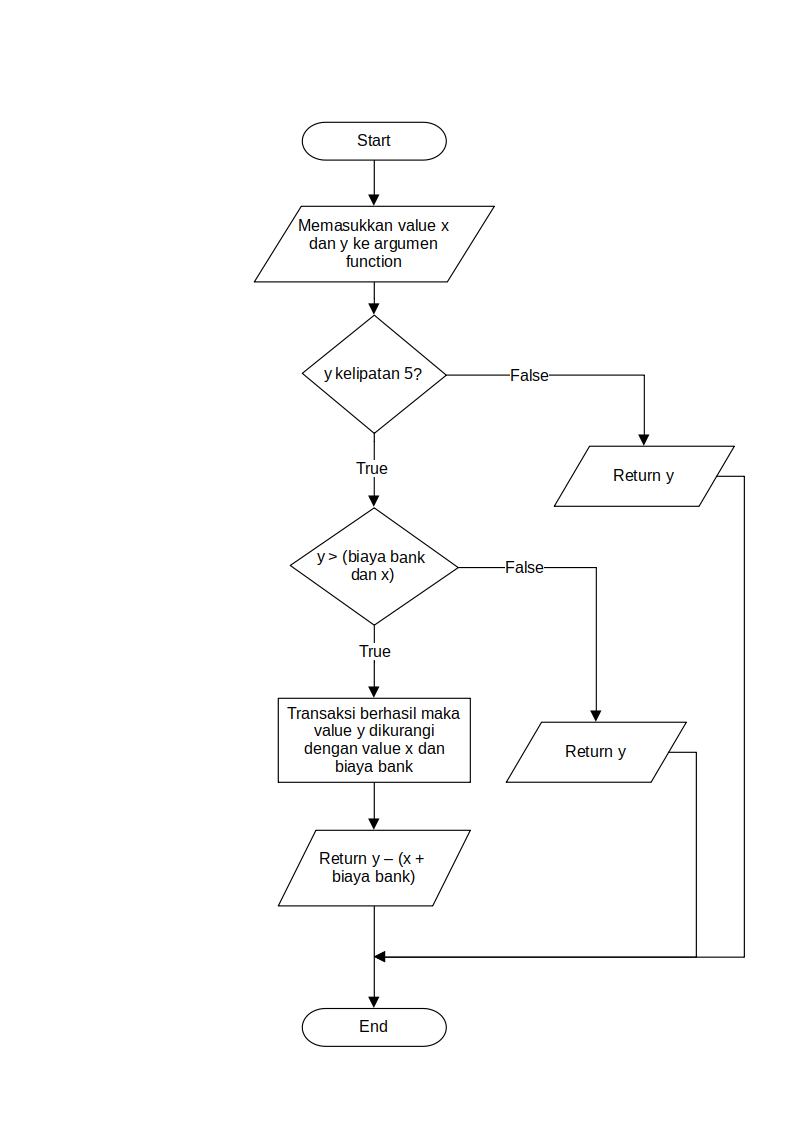 Start
Memasukkan value x
dan y ke argumen
function
y kelipatan 5?
False
True
Return y
y > (biaya bank
dan x)
False
True
Transaksi berhasil maka
value y dikurangi
dengan value x dan
biaya bank
Return y
Return y – (x +
biaya bank)
End